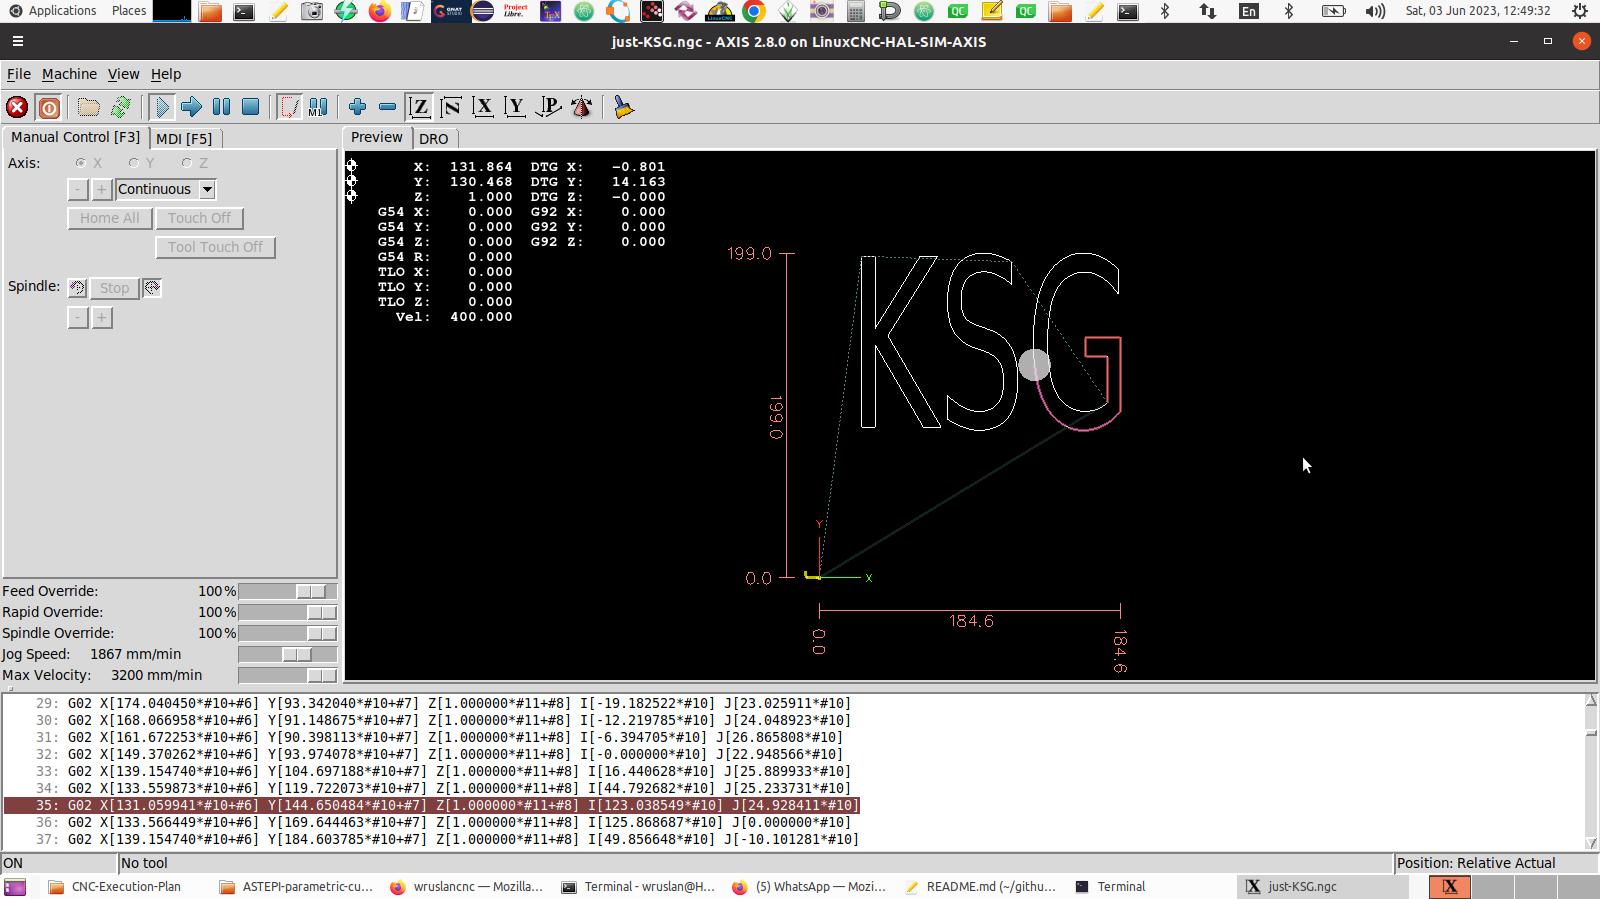 Applications Places En Sat, 03 Jun 2023, 12:49:32
just-KSG.ngc - AXIS 2.8.0 on LinuxCNC-HAL-SIM-AXIS
File Machine View Help
M1 Z N X Y P
Manual Control [F3] MDI [F5] Preview DRO
Axis: X Y Z
- + Continuous
Home All Touch Off
Tool Touch Off
Spindle: Stop
- +
X: 131.864 DTG X: -0.801
Y: 130.468 DTG Y: 14.163
Z: 1.000 DTG Z: -0.000
G54 X: 0.000 G92 X: 0.000
G54 Y: 0.000 G92 Y: 0.000
G54 Z: 0.000 G92 Z: 0.000
G54 R: 0.000
TLO X: 0.000
TLO Y: 0.000
TLO Z: 0.000
Vel: 400.000
199.0
KSG
199.0
Y
0.0 X
184.6
0.0 184.6
Feed Override: 100%
Rapid Override: 100%
Spindle Override: 100%
Jog Speed: 1867 mm/min
Max Velocity: 3200 mm/min
29: G02 X[174.040450*#10+#6] Y[93.342040*#10+#7] Z[1.000000*#11+#8] I[-19.182522*#10] J[23.025911*#10]
30: G02 X[168.066958*#10+#6] Y[91.148675*#10+#7] Z[1.000000*#11+#8] I[-12.219785*#10] J[24.048923*#10]
31: G02 X[161.672253*#10+#6] Y[90.398113*#10+#7] Z[1.000000*#11+#8] I[-6.394705*#10] J[26.865808*#10]
32: G02 X[149.370262*#10+#6] Y[93.974078*#10+#7] Z[1.000000*#11+#8] I[-0.000000*#10] J[22.948566*#10]
33: G02 X[139.154740*#10+#6] Y[104.697188*#10+#7] Z[1.000000*#11+#8] I[16.440628*#10] J[25.889933*#10]
34: G02 X[133.559873*#10+#6] Y[119.722073*#10+#7] Z[1.000000*#11+#8] I[44.792682*#10] J[25.233731*#10]
35: G02 X[131.059941*#10+#6] Y[144.650484*#10+#7] Z[1.000000*#11+#8] I[123.038549*#10] J[24.928411*#10]
36: G02 X[133.566449*#10+#6] Y[169.644463*#10+#7] Z[1.000000*#11+#8] I[125.868687*#10] J[0.000000*#10]
37: G02 X[139.154740*#10+#6] Y[184.603785*#10+#7] Z[1.000000*#11+#8] I[49.856648*#10] J[-10.101281*#10]
ON No tool Position: Relative Actual
CNC-Execution-Plan ASTEPI-parametric-cu... wruslancnc — Mozilla... Terminal - wruslan@H... (5) WhatsApp — Mozi... README.md (~/githu... Terminal just-KSG.ngc